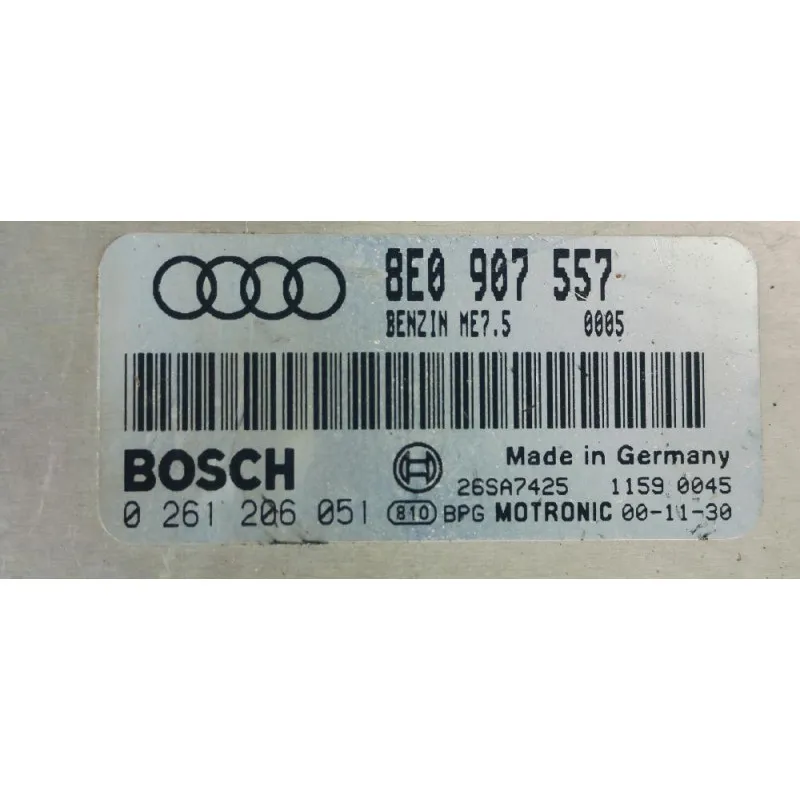 8E0 907 557
BENZIN ME7.5 0005
BOSCH Made in Germany
26SA7425 1159 0045
0 261 206 051 810 BPG MOTRONIC 00-11-30